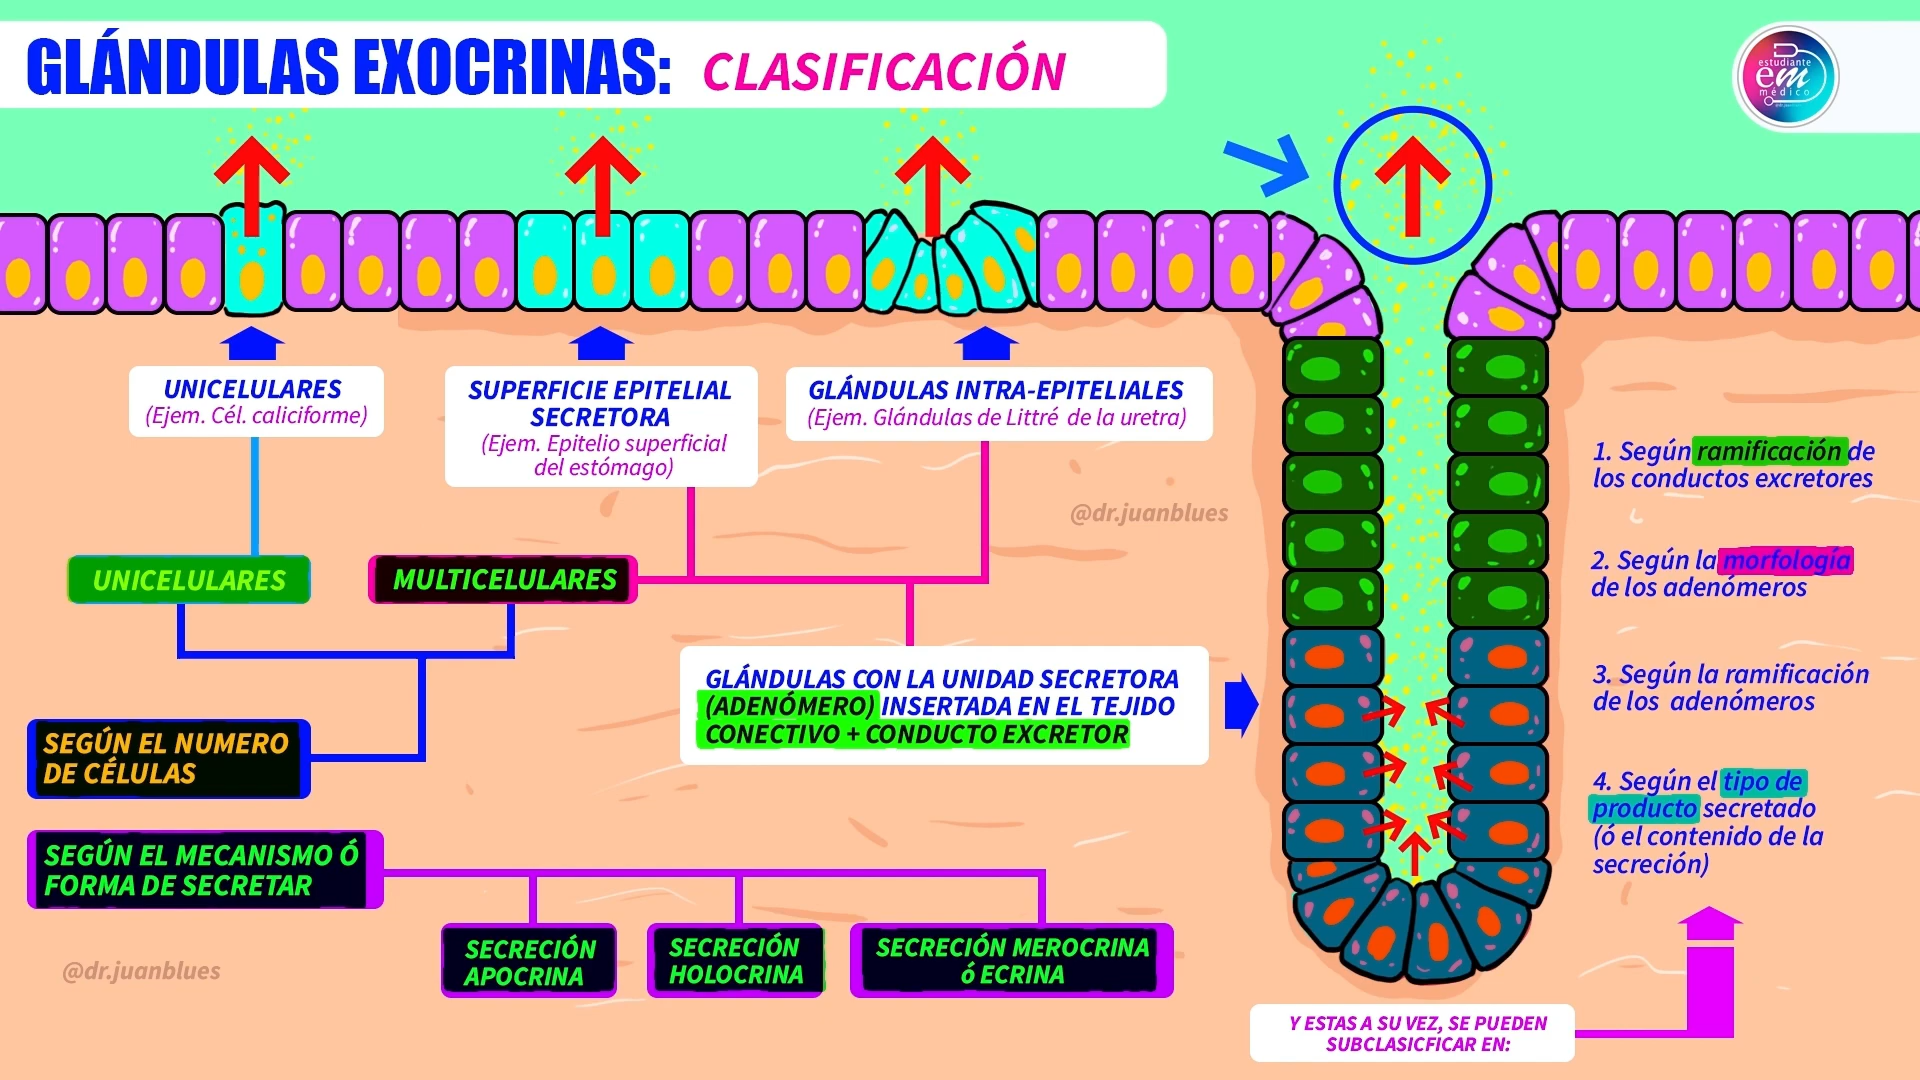 GLÁNDULAS EXOCRINAS: CLASIFICACIÓN
estudiante
em
médico
UNICELULARES
(Ejem. Cél. caliciforme)
SUPERFICIE EPITELIAL
SECRETORA
(Ejem. Epitelio superficial
del estómago)
GLÁNDULAS INTRA-EPITELIALES
(Ejem. Glándulas de Littré de la uretra)
@dr.juanblues
UNICELULARES
MULTICELULARES
GLÁNDULAS CON LA UNIDAD SECRETORA
(ADENÓMERO) INSERTADA EN EL TEJIDO
CONECTIVO + CONDUCTO EXCRETOR
SEGÚN EL NUMERO
DE CÉLULAS
SEGÚN EL MECANISMO Ó
FORMA DE SECRETAR
SECRECIÓN
APOCRINA
SECRECIÓN
HOLOCRINA
SECRECIÓN MEROCRINA
ó ECRINA
@dr.juanblues
1. Según ramificación de
los conductos excretores
2. Según la morfología
de los adenómeros
3. Según la ramificación
de los adenómeros
4. Según el tipo de
producto secretado
(ó el contenido de la
secreción)
Y ESTAS A SU VEZ, SE PUEDEN
SUBCLASICFICAR EN: